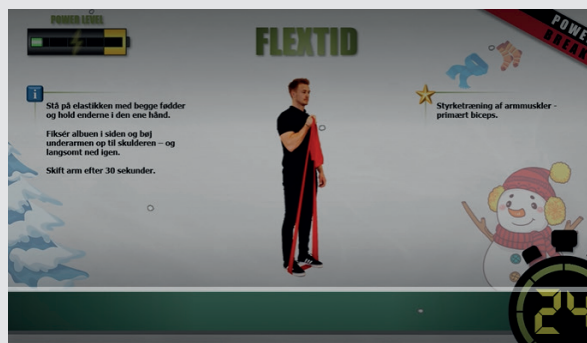 POWER LEVEL
FLEXTID
POWER
BREAK
i
Stå på elastikken med begge fødder
og hold enderne i den ene hånd.
Fiksér albuen i siden og bøj
underarmen op til skulderen – og
langsomt ned igen.
Skift arm efter 30 sekunder.
Styrketræning af armmuskler -
primært biceps.
24